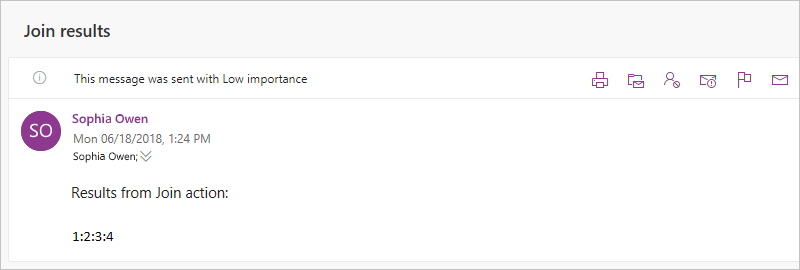 Join results
This message was sent with Low importance
SO
Sophia Owen
Mon 06/18/2018, 1:24 PM
Sophia Owen;
Results from Join action:
1:2:3:4